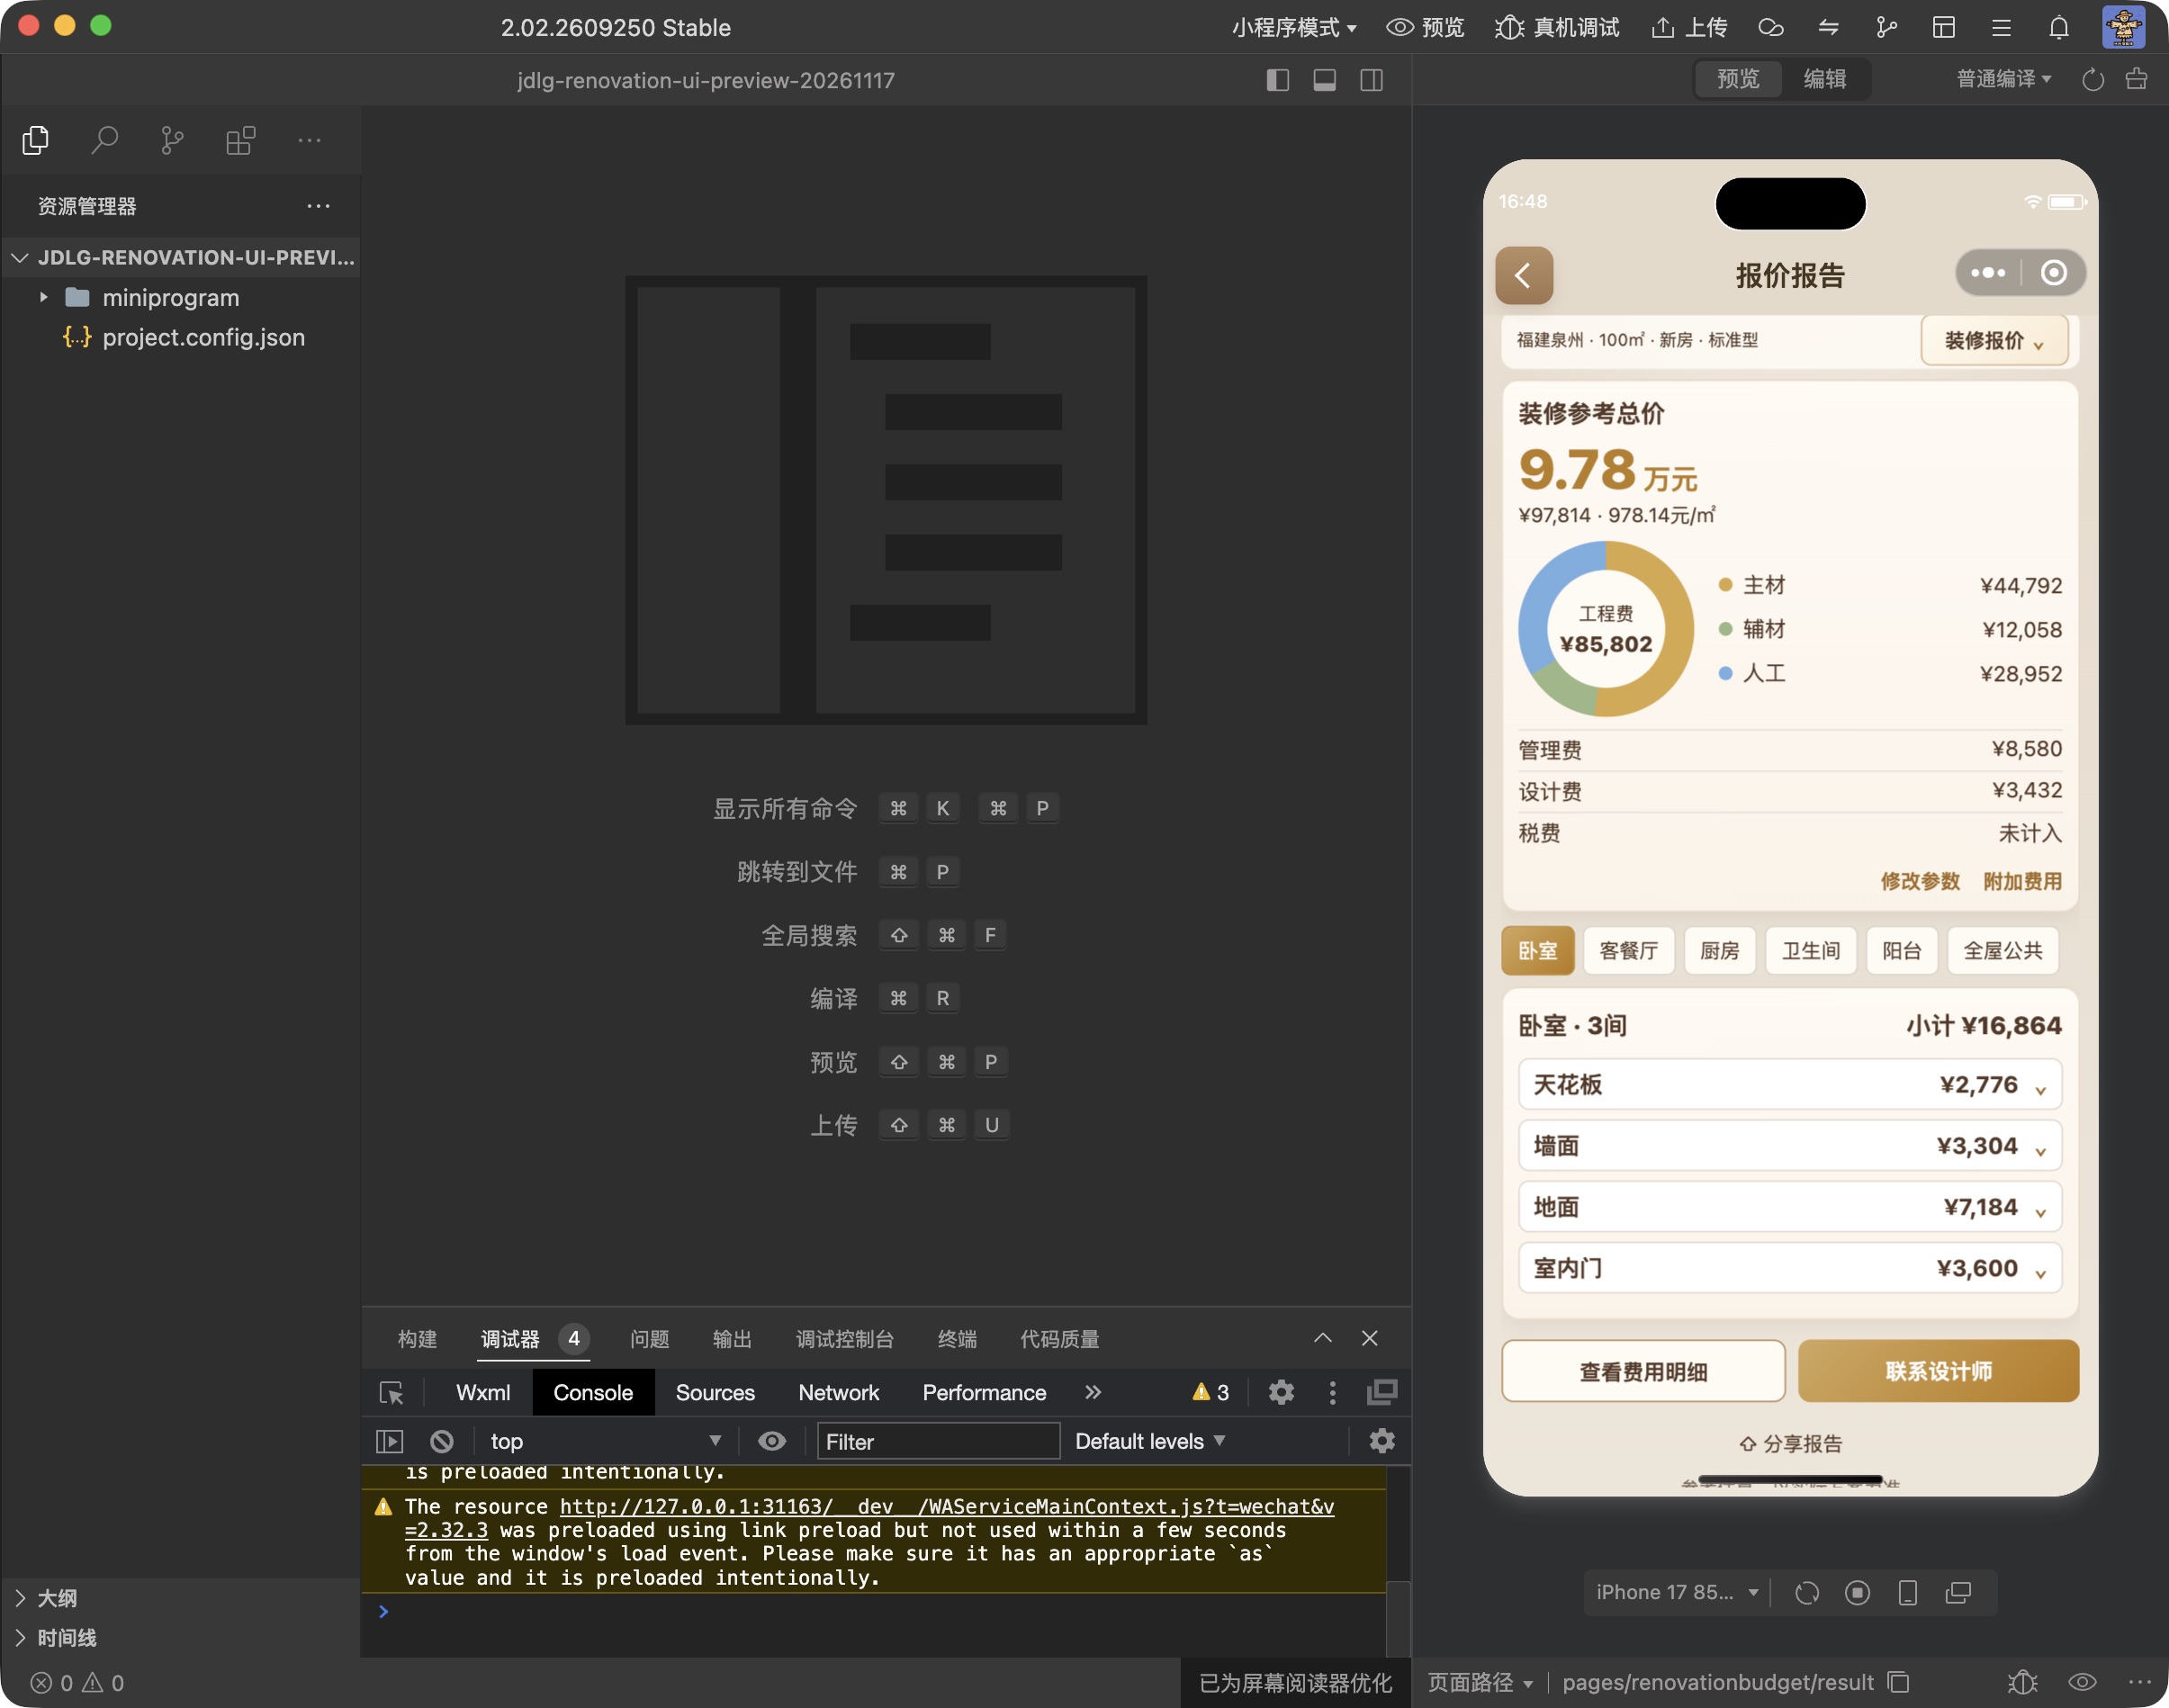 2.02.2609250 Stable
小程序模式 预览 真机调试 上传
jdlg-renovation-ui-preview-20261117
预览 编辑 普通编译
资源管理器
JDLG-RENOVATION-UI-PREVI...
miniprogram
{...} project.config.json
显示所有命令 ⌘ K ⌘ P
跳转到文件 ⌘ P
全局搜索 ⇧ ⌘ F
编译 ⌘ R
预览 ⇧ ⌘ P
上传 ⇧ ⌘ U
构建 调试器 4 问题 输出 调试控制台 终端 代码质量
Wxml Console Sources Network Performance 3
top Filter Default levels
is preloaded intentionally.
The resource http://127.0.0.1:31163/__dev__/WAServiceMainContext.js?t=wechat&v
=2.32.3 was preloaded using link preload but not used within a few seconds
from the window's load event. Please make sure it has an appropriate `as`
value and it is preloaded intentionally.
大纲
时间线
0 0
已为屏幕阅读器优化
16:48
报价报告
福建泉州 · 100㎡ · 新房 · 标准型 装修报价
装修参考总价
9.78 万元
¥97,814 · 978.14元/㎡
工程费
¥85,802
主材 ¥44,792
辅材 ¥12,058
人工 ¥28,952
管理费 ¥8,580
设计费 ¥3,432
税费 未计入
修改参数 附加费用
卧室 客餐厅 厨房 卫生间 阳台 全屋公共
卧室 · 3间 小计 ¥16,864
天花板 ¥2,776
墙面 ¥3,304
地面 ¥7,184
室内门 ¥3,600
查看费用明细 联系设计师
分享报告
iPhone 17 85...
页面路径 pages/renovationbudget/result